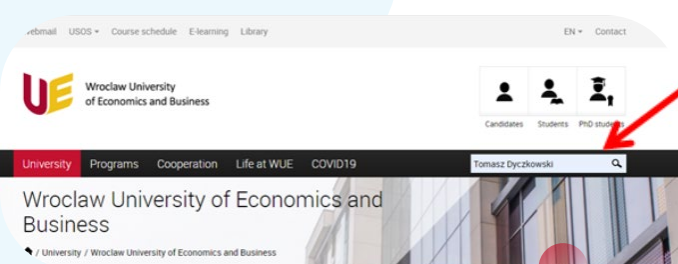 Webmail USOS Course schedule E-learning Library EN Contact
UE
Wroclaw University
of Economics and Business
Candidates Students PhD students
University Programs Cooperation Life at WUE COVID19 Tomasz Dyczkowski
Wroclaw University of Economics and
Business
/ University / Wroclaw University of Economics and Business